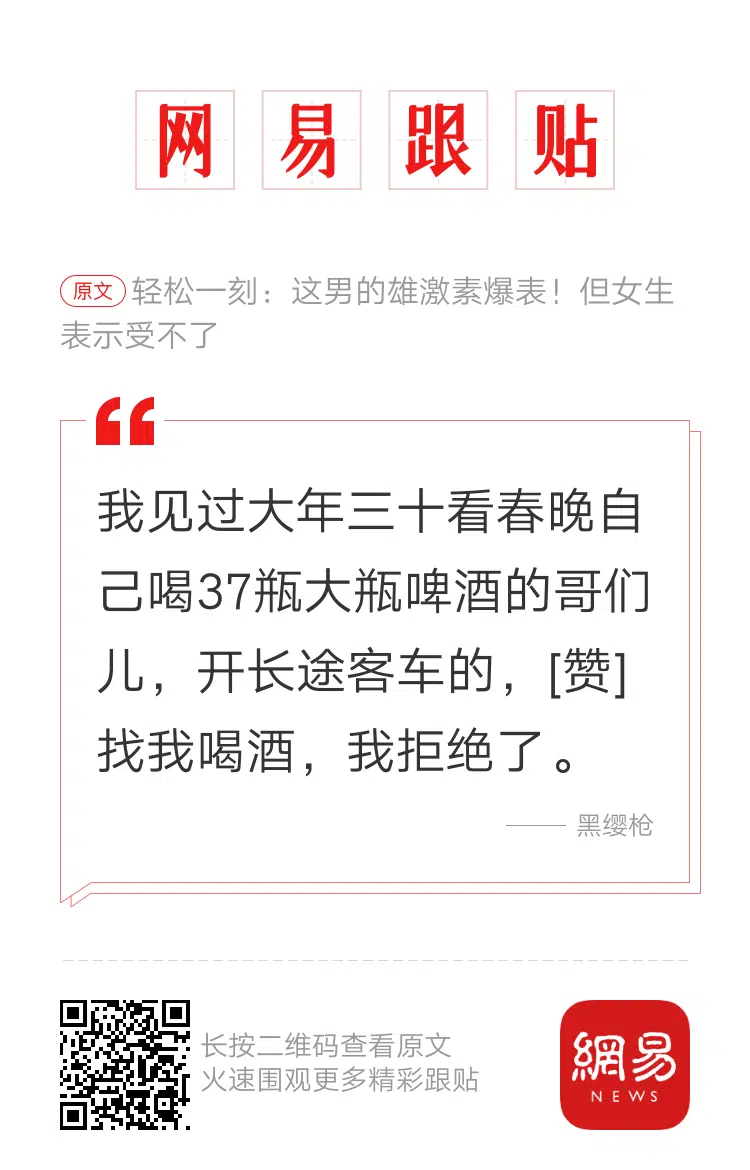 网易跟贴
原文 轻松一刻：这男的雄激素爆表！但女生
表示受不了
我见过大年三十看春晚自
己喝37瓶大瓶啤酒的哥们
儿，开长途客车的，[赞]
找我喝酒，我拒绝了。
—— 黑缨枪
长按二维码查看原文
火速围观更多精彩跟贴
網易
NEWS